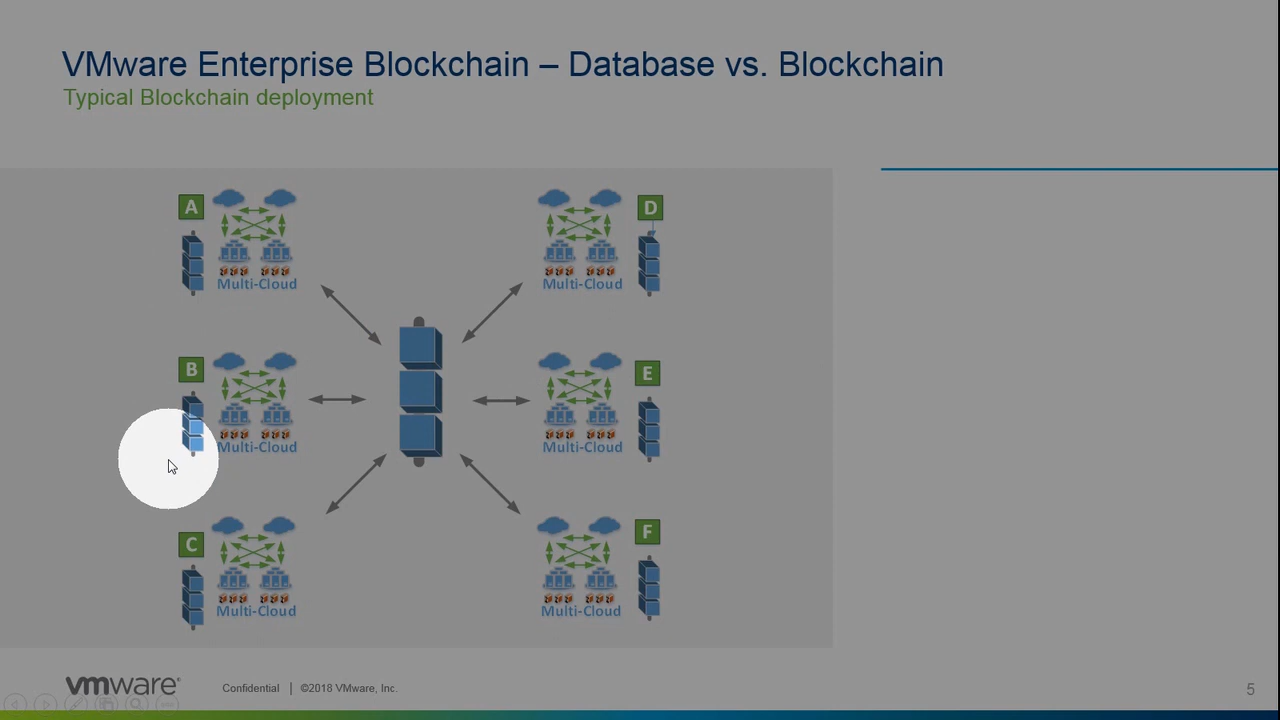 VMware Enterprise Blockchain – Database vs. Blockchain
Typical Blockchain deployment
A
Multi-Cloud
D
Multi-Cloud
B
Multi-Cloud
E
Multi-Cloud
C
Multi-Cloud
F
Multi-Cloud
vmware®
Confidential │ ©2018 VMware, Inc.
5